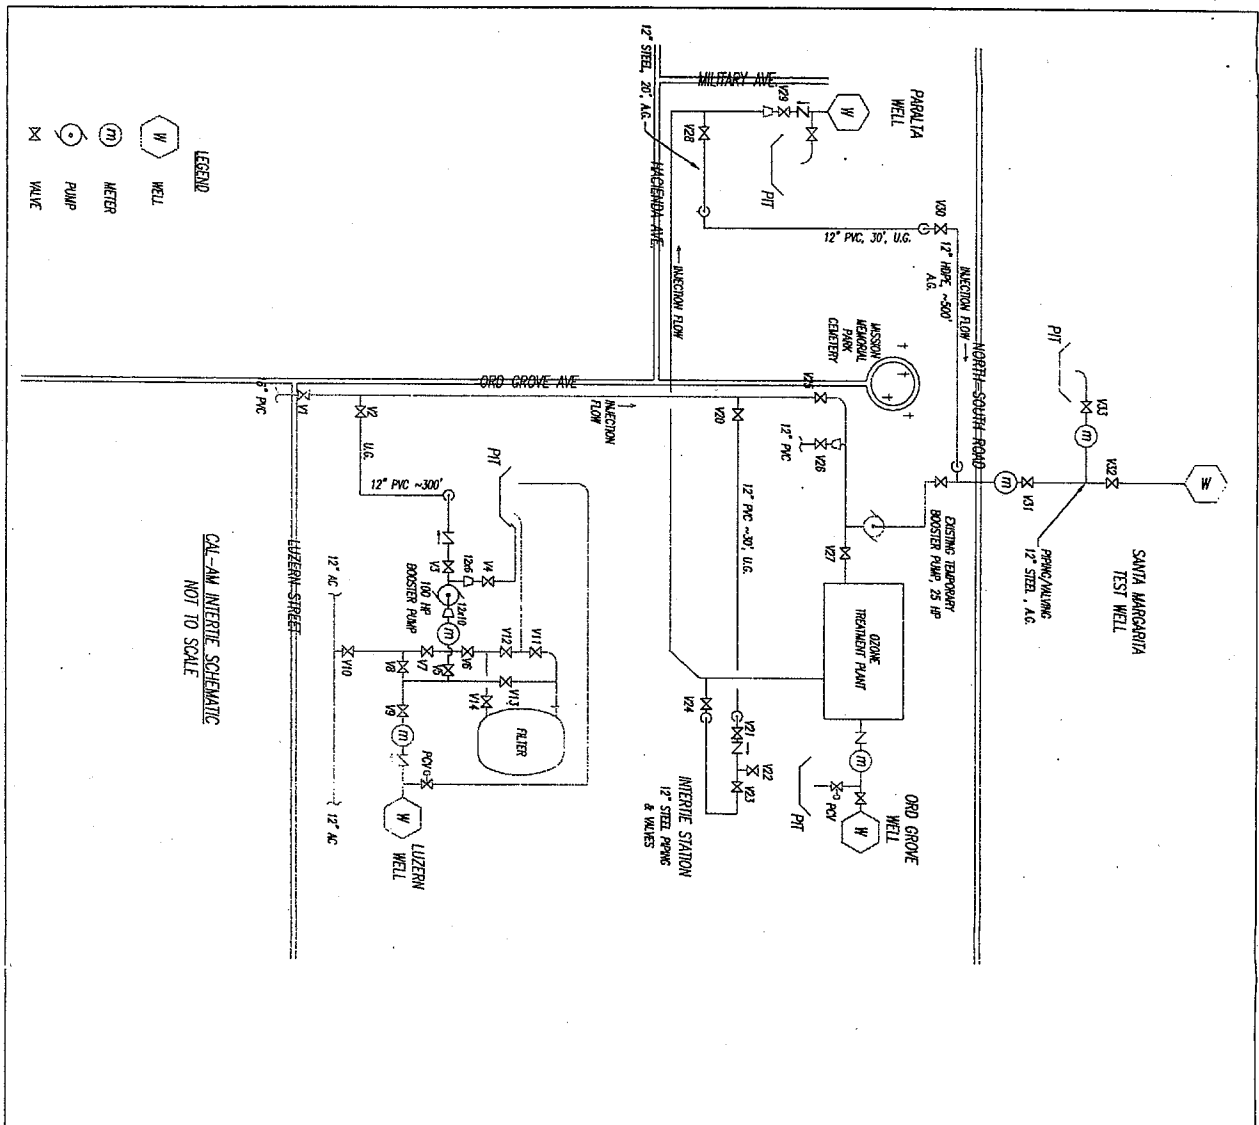 12" STEEL, 20', A.G.
MILITARY AVE
V29
W
PARALTA
WELL
V28
PIT
HACIENDA AVE.
← INJECTION FLOW
12" PVC, 30', U.G.
V30
12" HDPE, ~500'
A.G.
INJECTION FLOW →
NORTH-SOUTH ROAD
MISSION
MEMORIAL
PARK
CEMETERY
PIT
V33
m
V32
W
m
V31
PIPING/VALVING
12" STEEL , A.G.
SANTA MARGARITA
TEST WELL
LEGEND
W
WELL
m
METER
PUMP
VALVE
ORD GROVE AVE
INJECTION
FLOW →
V1
V2
U.G.
12" PVC ~300'
PIT
V20
V25
V26
12" PVC
12" PVC ~30', U.G.
V27
EXISTING TEMPORARY
BOOSTER PUMP, 25 HP
OZONE
TREATMENT PLANT
V3
12x6
V4
100 HP
BOOSTER PUMP
12x10
m
V5
V6
V7
V8
V9
V10
V11
V12
V13
V14
FILTER
m
PCV
W
LUZERN
WELL
12" AC
12" AC
LUZERN STREET
V24
V21
V22
V23
INTERTIE STATION
12" STEEL PIPING
& VALVES
m
PCV
PIT
W
ORD GROVE
WELL
CAL-AM INTERTIE SCHEMATIC
NOT TO SCALE